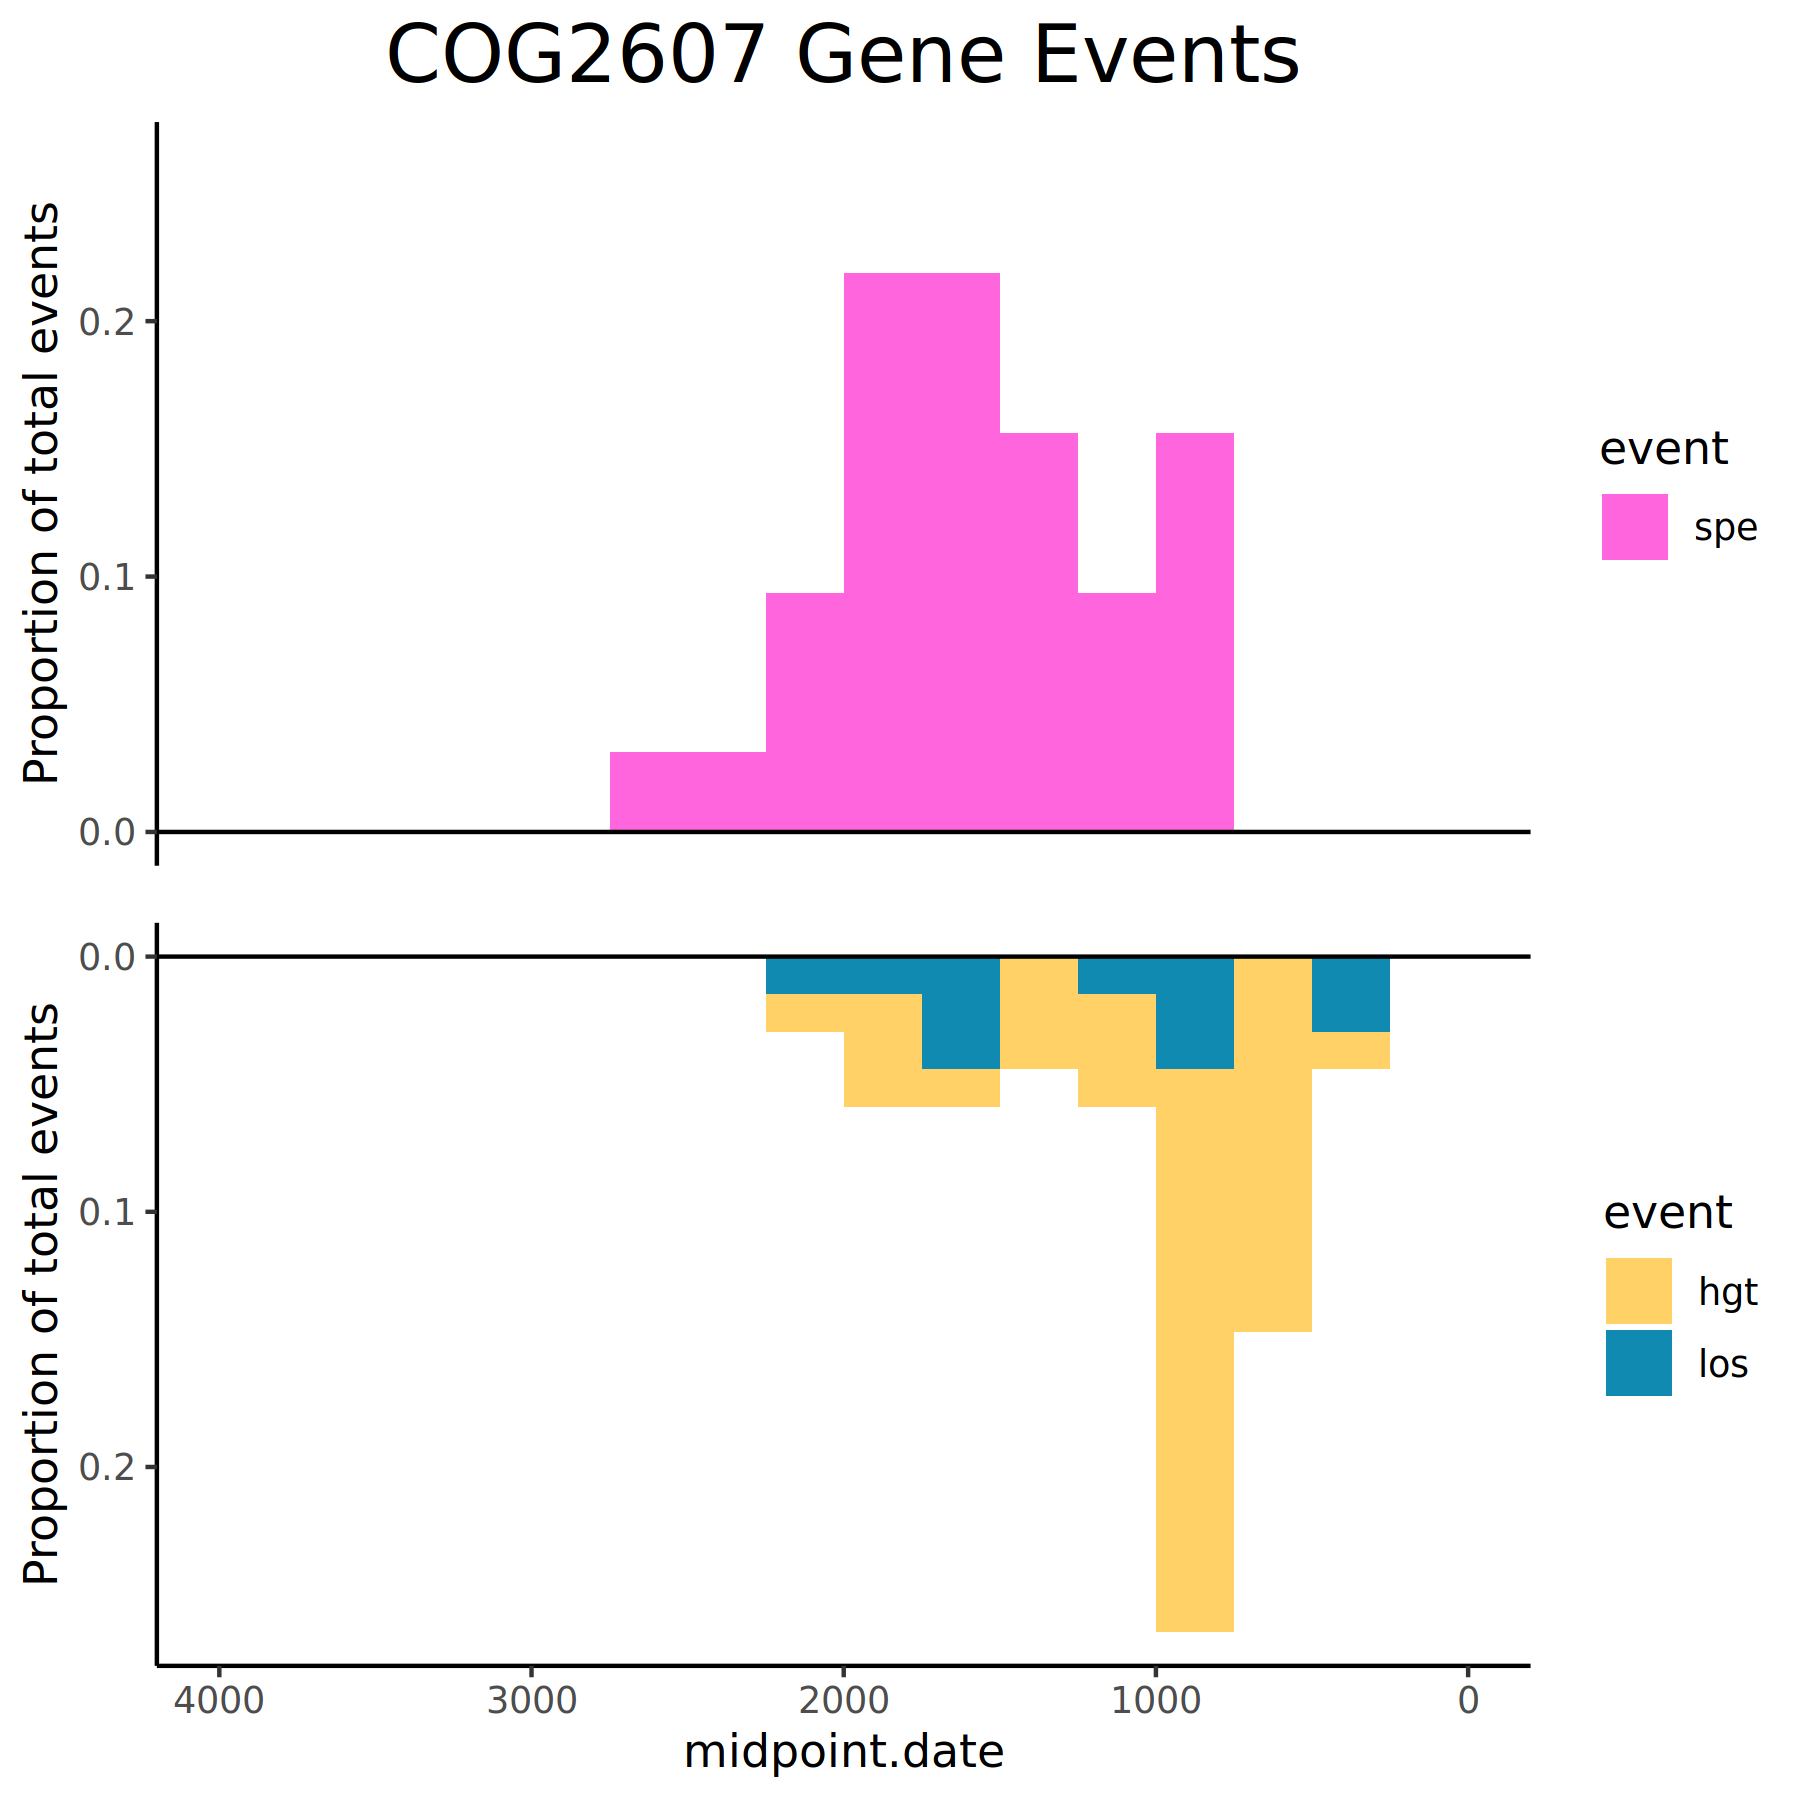 COG2607 Gene Events
Proportion of total events
0.2
0.1
0.0
event
spe
Proportion of total events
0.0
0.1
0.2
event
hgt
los
4000 3000 2000 1000 0
midpoint.date